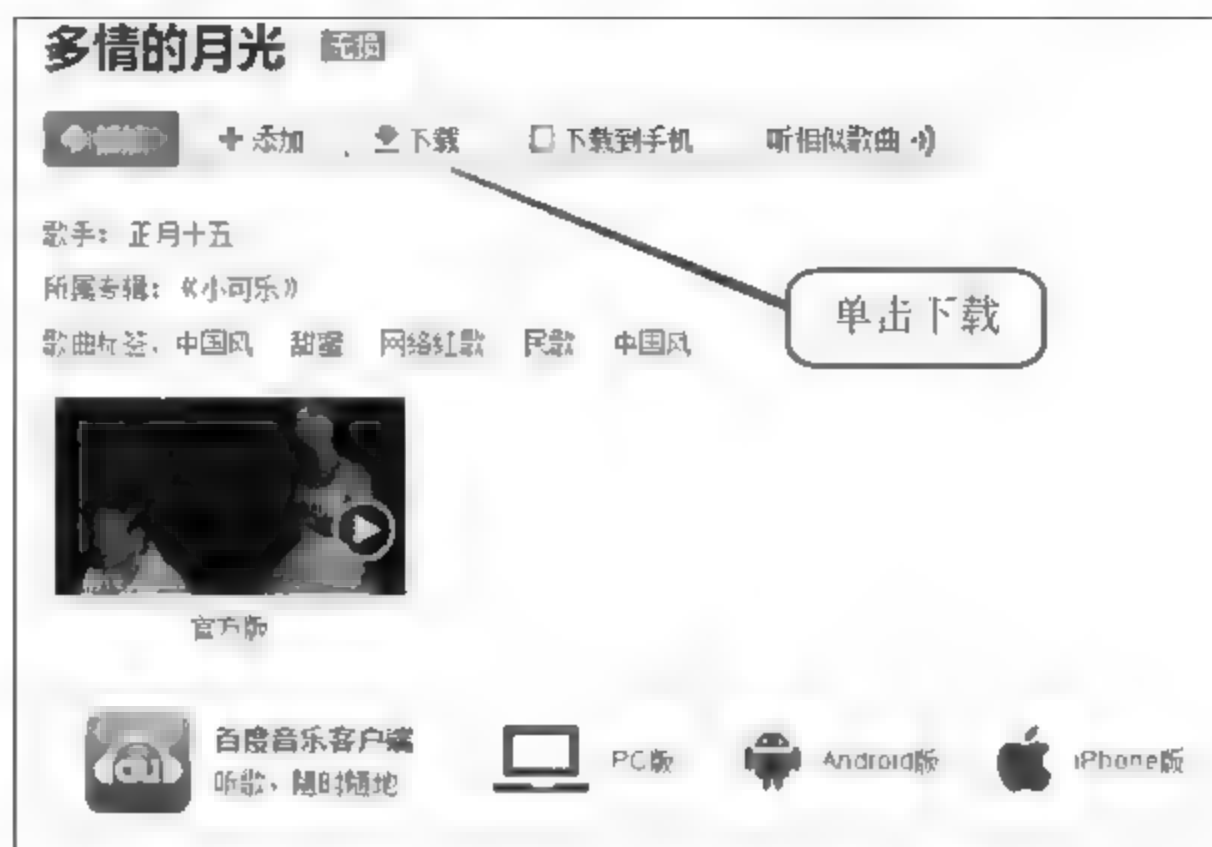 多情的月光 无损
添加 下载 下载到手机 听相似歌曲
歌手：正月十五
所属专辑：《小可乐》
单击下载
歌曲标签：中国风 甜蜜 网络红歌 民歌 中国风
官方版
百度音乐客户端
听歌，随时随地
PC版 Android版 iPhone版